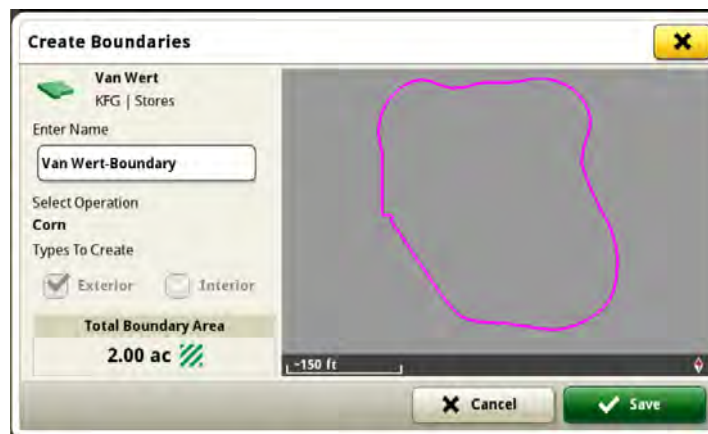 Create Boundaries
Van Wert
KFG | Stores
Enter Name
Van Wert-Boundary
Select Operation
Corn
Types To Create
Exterior Interior
Total Boundary Area
2.00 ac
~150 ft
Cancel Save